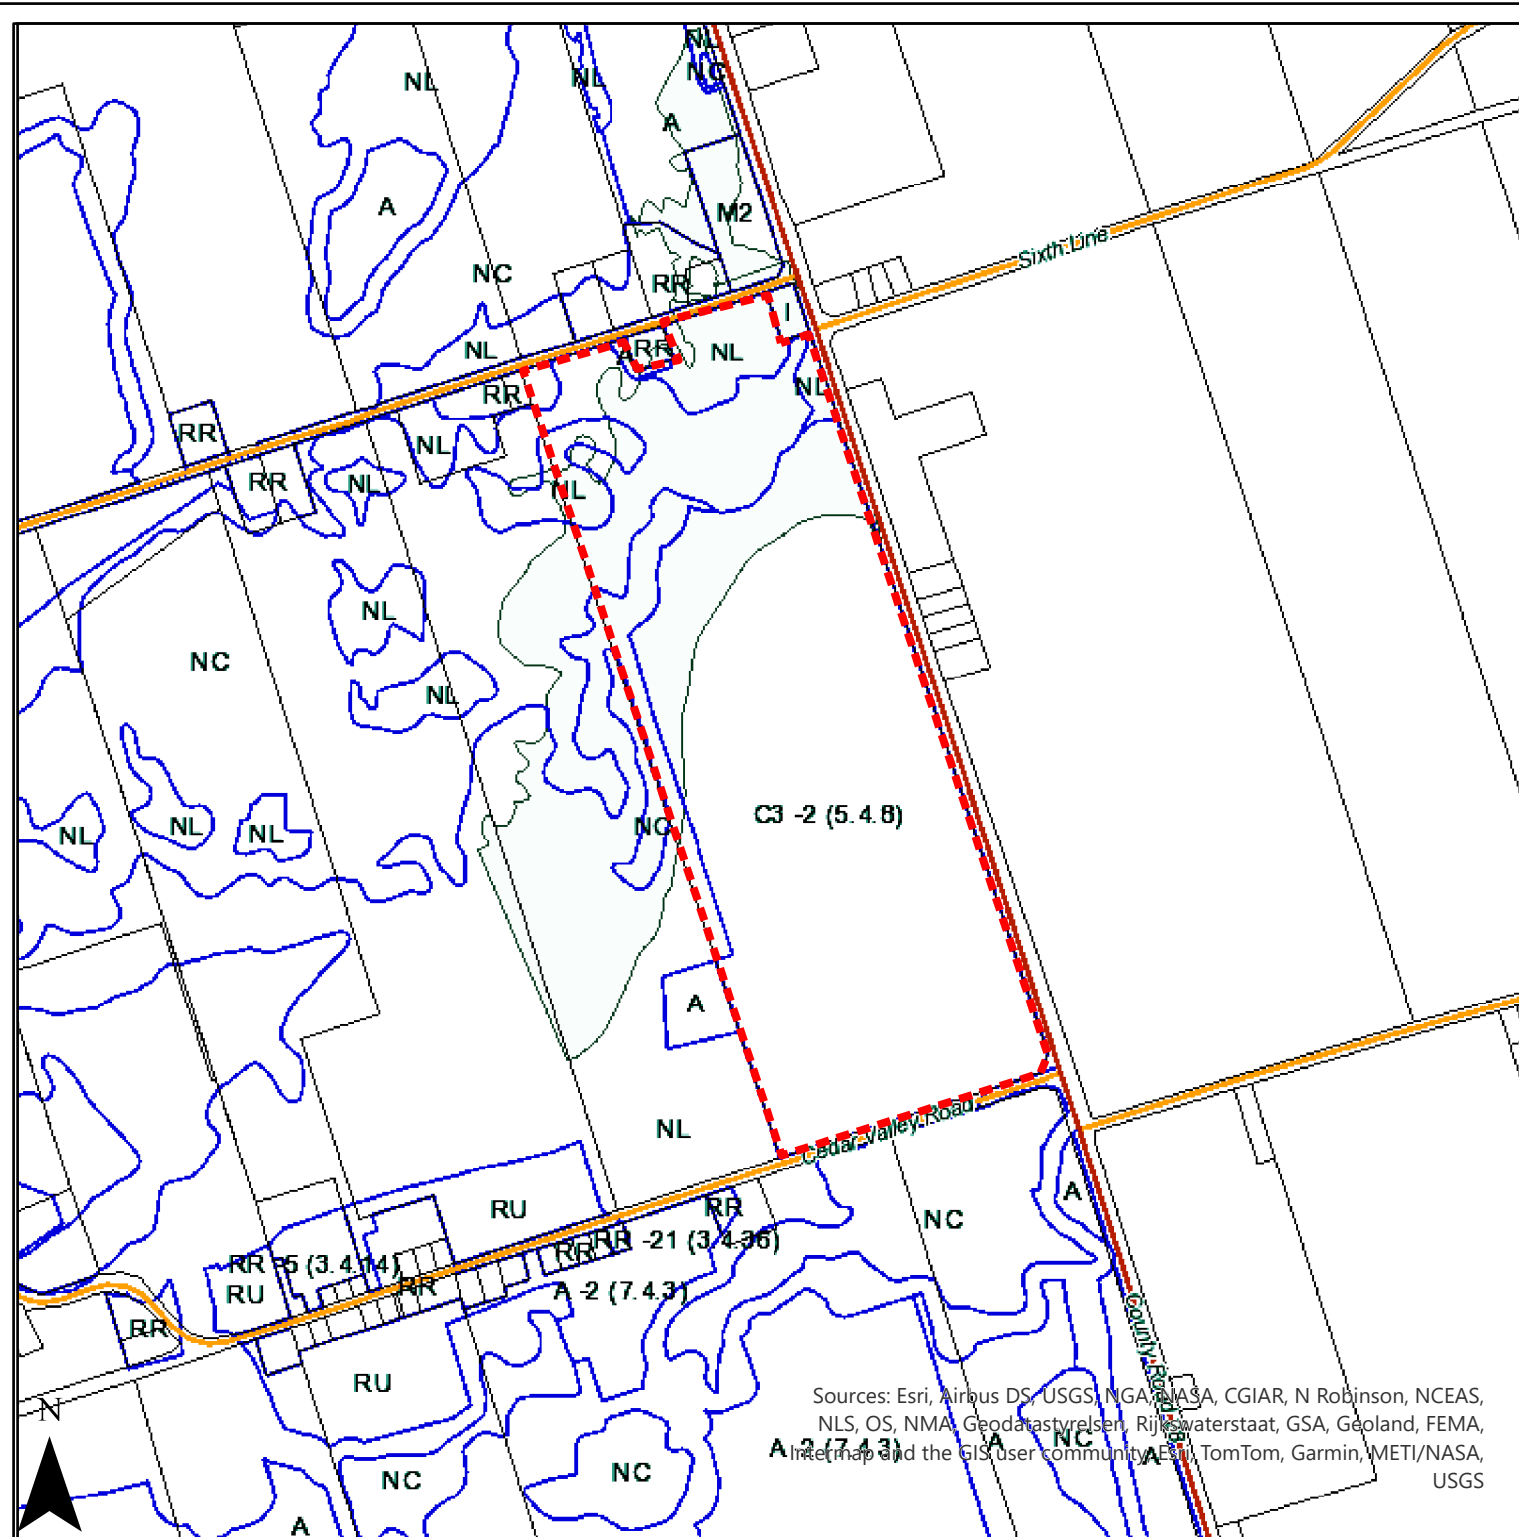 NL
NL
NL
NC
A
A
M2
NC
RR
Sixth Line
I
NL
A
RR
NL
RR
NL
RR
NL
RR
NL
NL
NL
NC
NL
C3 -2 (5.4.8)
NL
NL
NL
NC
A
NL
Cedar Valley Road
RU
RR
A
NC
RR -21 (3.4.36)
RR
RR -5 (3.4.14)
RU
RR
A -2 (7.4.3)
RR
RU
County Road 18
Sources: Esri, Airbus DS, USGS, NGA, NASA, CGIAR, N Robinson, NCEAS,
NLS, OS, NMA, Geodatastyrelsen, Rijkswaterstaat, GSA, Geoland, FEMA,
Intermap and the GIS user community, Esri, TomTom, Garmin, METI/NASA,
USGS
N
A -2 (7.4.3)
A
NC
A
NC
NC
A